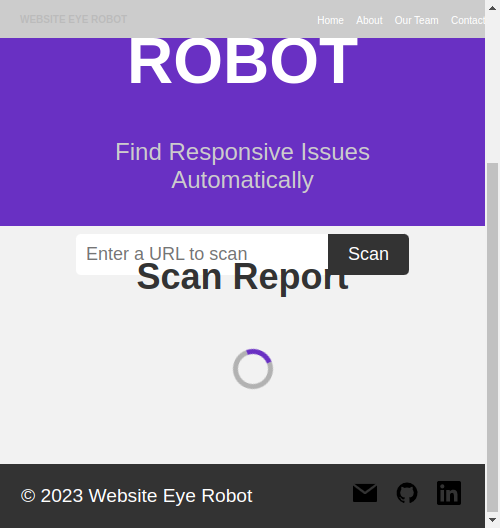 WEBSITE EYE ROBOT
Home About Our Team Contact
ROBOT
Find Responsive Issues
Automatically
Enter a URL to scan
Scan
Scan Report
© 2023 Website Eye Robot